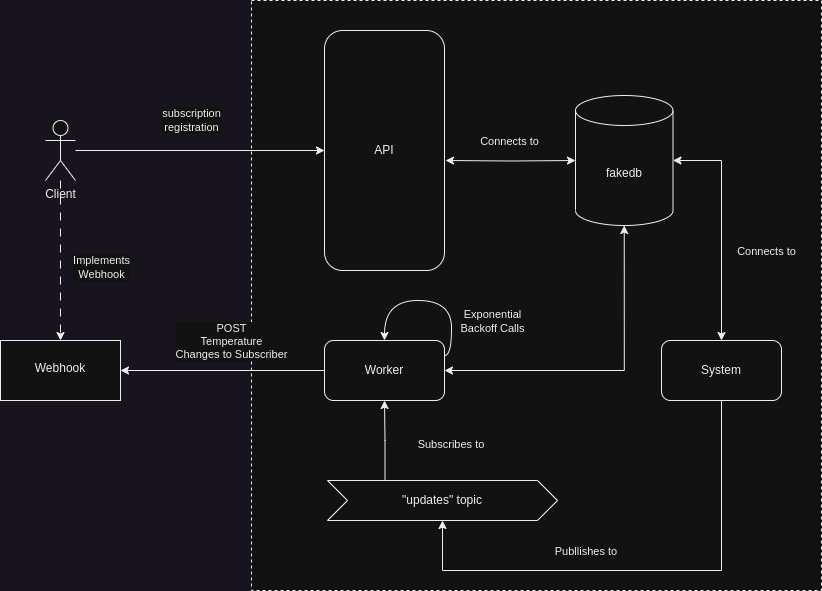 subscription
registration
API
Connects to
fakedb
Client
Connects to
Implements
Webhook
Exponential
Backoff Calls
POST
Temperature
Changes to Subscriber
Webhook
Worker
System
Subscribes to
"updates" topic
Publlishes to